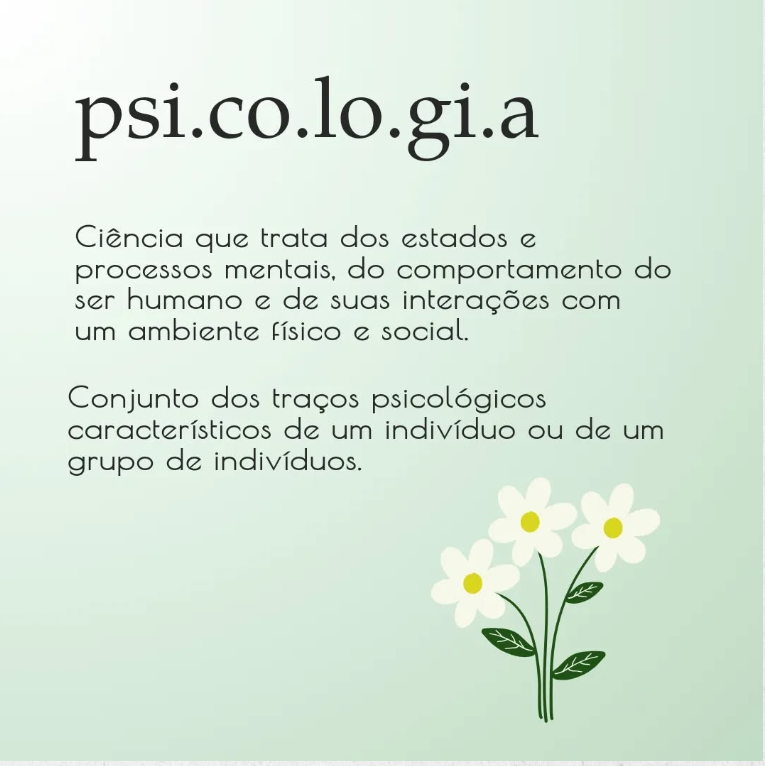 psi.co.lo.gi.a
Ciência que trata dos estados e
processos mentais, do comportamento do
ser humano e de suas interações com
um ambiente físico e social.
Conjunto dos traços psicológicos
característicos de um indivíduo ou de um
grupo de indivíduos.